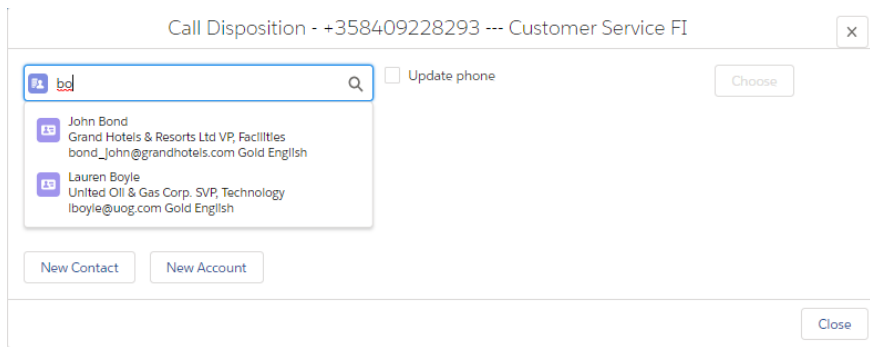 Call Disposition - +358409228293 --- Customer Service FI
bo
Update phone
Choose
John Bond
Grand Hotels & Resorts Ltd VP, Facilities
bond_john@grandhotels.com Gold English
Lauren Boyle
United Oil & Gas Corp. SVP, Technology
lboyle@uog.com Gold English
New Contact
New Account
Close